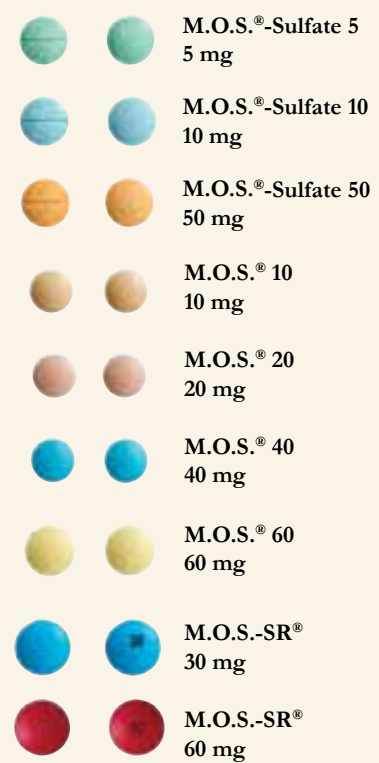 M.O.S.®-Sulfate 5
5 mg
M.O.S.®-Sulfate 10
10 mg
M.O.S.®-Sulfate 50
50 mg
M.O.S.® 10
10 mg
M.O.S.® 20
20 mg
M.O.S.® 40
40 mg
M.O.S.® 60
60 mg
M.O.S.-SR®
30 mg
M.O.S.-SR®
60 mg